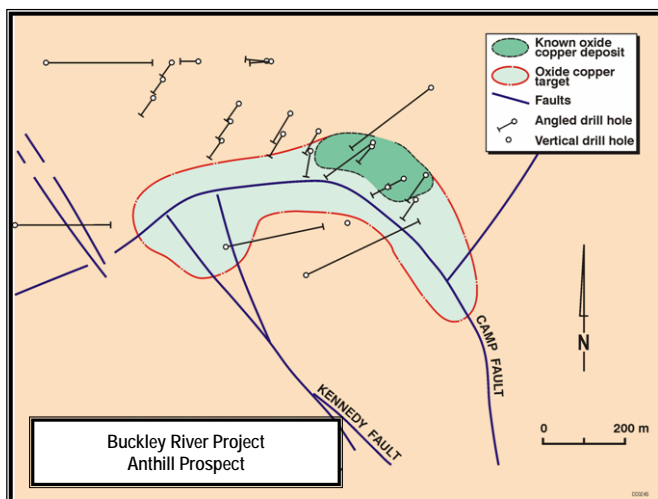 Known oxide
copper deposit
Oxide copper
target
Faults
Angled drill hole
Vertical drill hole
N
CAMP FAULT
KENNEDY FAULT
0 200 m
Buckley River Project
Anthill Prospect